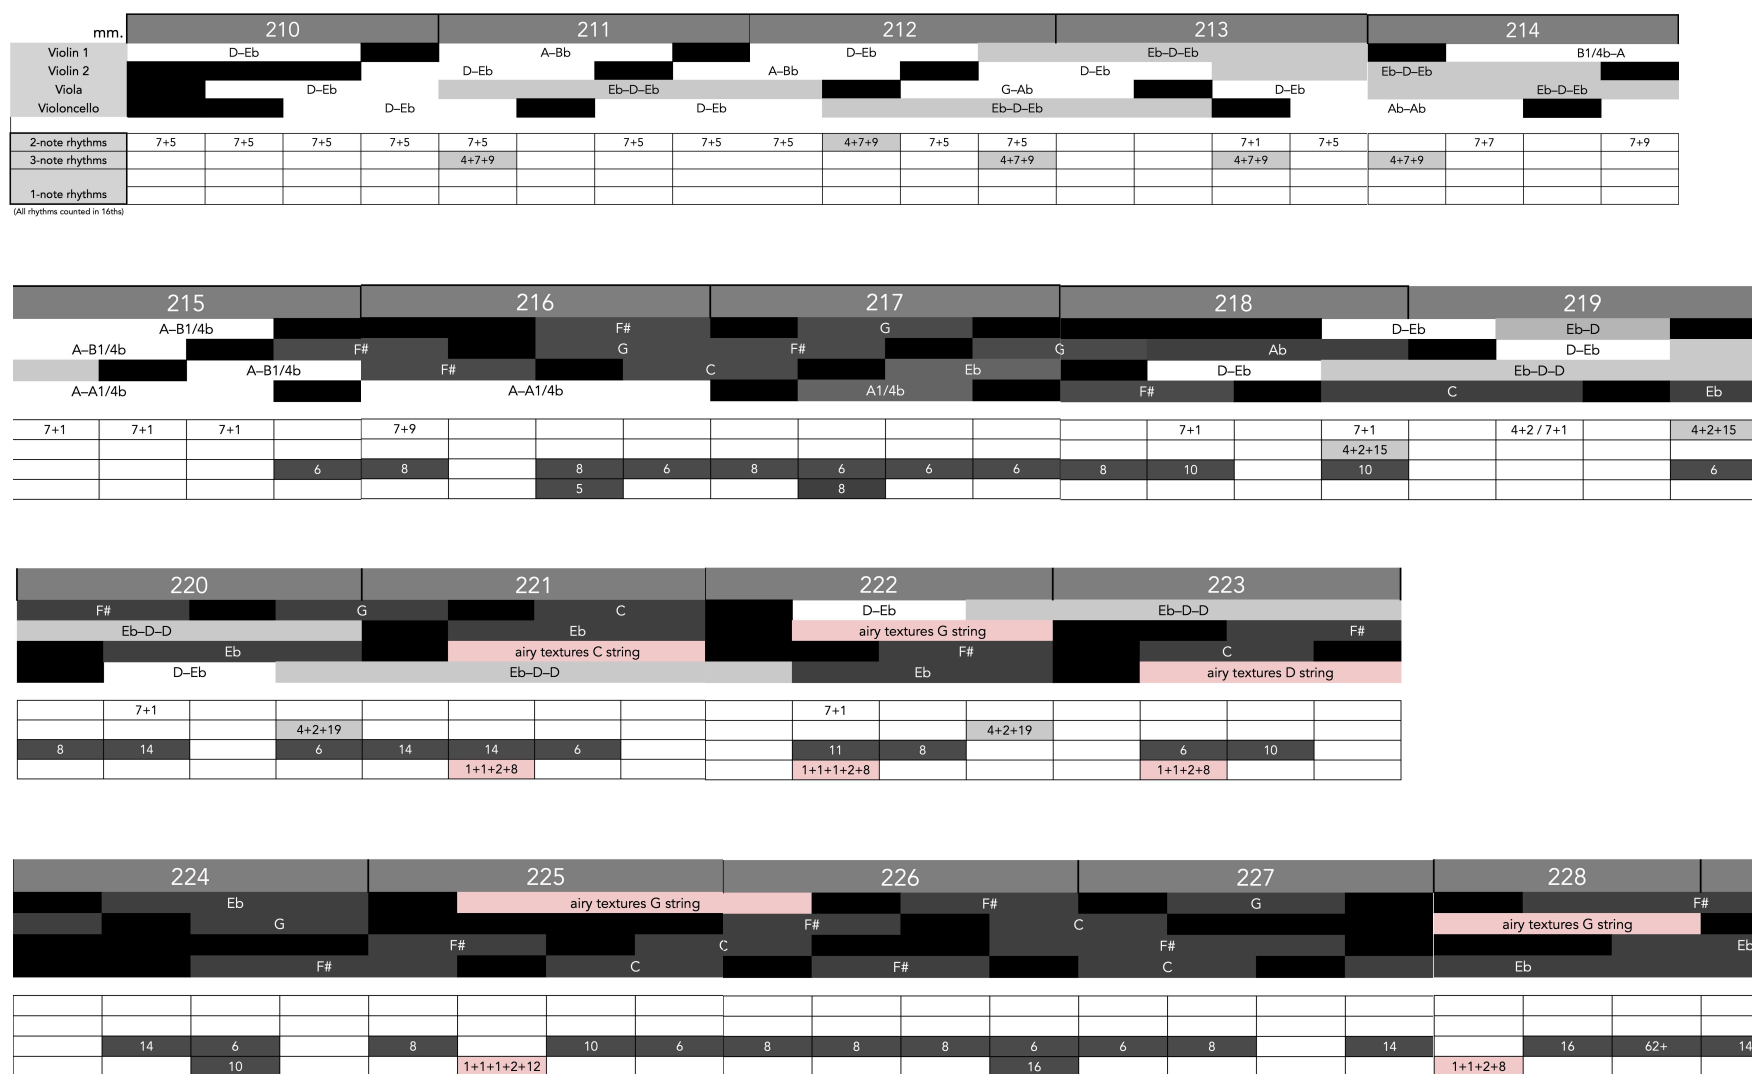 mm. 210 211 212 213 214
Violin 1 D–Eb A–Bb D–Eb Eb–D–Eb B1/4b–A
Violin 2 D–Eb A–Bb D–Eb Eb–D–Eb
Viola D–Eb Eb–D–Eb G–Ab D–Eb Eb–D–Eb
Violoncello D–Eb D–Eb Eb–D–Eb Ab–Ab
2-note rhythms 7+5 7+5 7+5 7+5 7+5 7+5 7+5 7+5 4+7+9 7+5 7+5 7+1 7+5 7+7 7+9
3-note rhythms 4+7+9 4+7+9 4+7+9 4+7+9
1-note rhythms
(All rhythms counted in 16ths)
215 216 217 218 219
A–B1/4b F# G D–Eb Eb–D
A–B1/4b F# G F# G Ab D–Eb
A–B1/4b F# C Eb D–Eb Eb–D–D
A–A1/4b A–A1/4b A1/4b F# C Eb
7+1 7+1 7+1 7+9 7+1 7+1 4+2 / 7+1 4+2+15
4+2+15
6 8 8 6 8 6 6 6 8 10 10 6
5 8
220 221 222 223
F# G C D–Eb Eb–D–D
Eb–D–D Eb airy textures G string F#
Eb airy textures C string F# C
D–Eb Eb–D–D Eb airy textures D string
7+1 7+1
4+2+19 4+2+19
8 14 6 14 14 6 11 8 6 10
1+1+2+8 1+1+1+2+8 1+1+2+8
224 225 226 227 228
Eb airy textures G string F# G F#
G F# C airy textures G string
F# C F# Eb
F# C F# C Eb
14 6 8 10 6 8 8 8 6 6 8 14 16 62+ 14
10 1+1+1+2+12 16 1+1+2+8